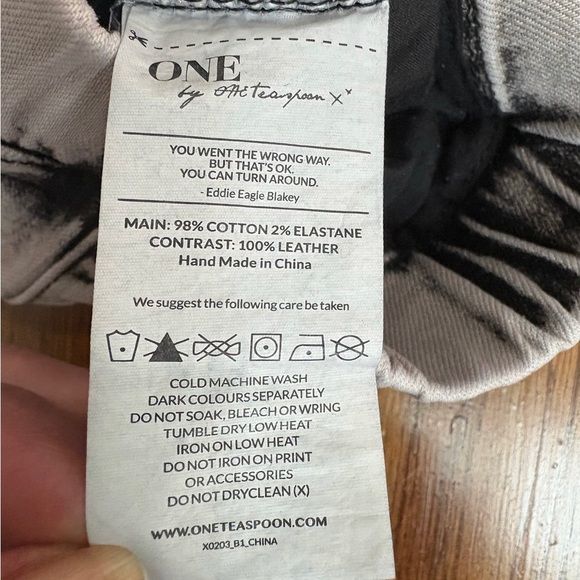 ONE
by One teaspoon x x
YOU WENT THE WRONG WAY.
BUT THAT'S OK.
YOU CAN TURN AROUND.
- Eddie Eagle Blakey
MAIN: 98% COTTON 2% ELASTANE
CONTRAST: 100% LEATHER
Hand Made in China
We suggest the following care be taken
COLD MACHINE WASH
DARK COLOURS SEPARATELY
DO NOT SOAK, BLEACH OR WRING
TUMBLE DRY LOW HEAT
IRON ON LOW HEAT
DO NOT IRON ON PRINT
OR ACCESSORIES
DO NOT DRYCLEAN (X)
WWW.ONETEASPOON.COM
X0203_B1_CHINA